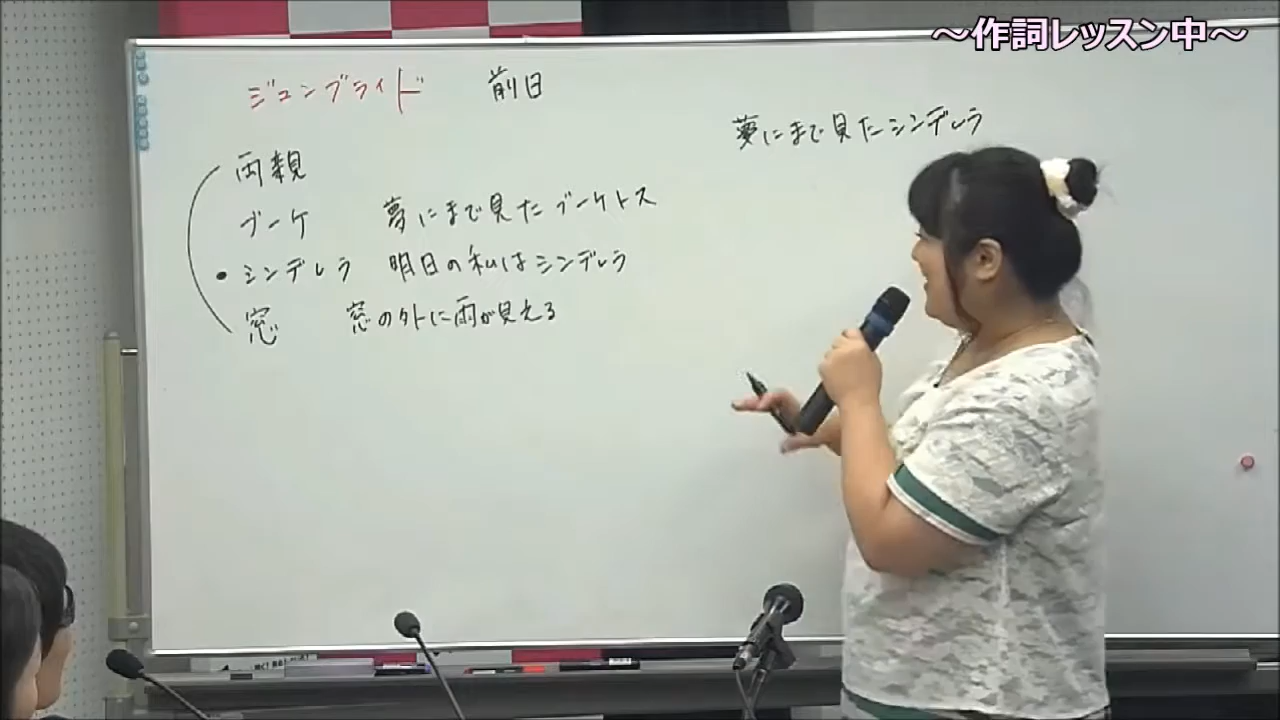 〜作詞レッスン中〜
ジューンブライド 前日
夢にまで見たシンデレラ
両親
ブーケ 夢にまで見たブーケトス
・シンデレラ 明日の私はシンデレラ
窓 窓の外に雨が見える